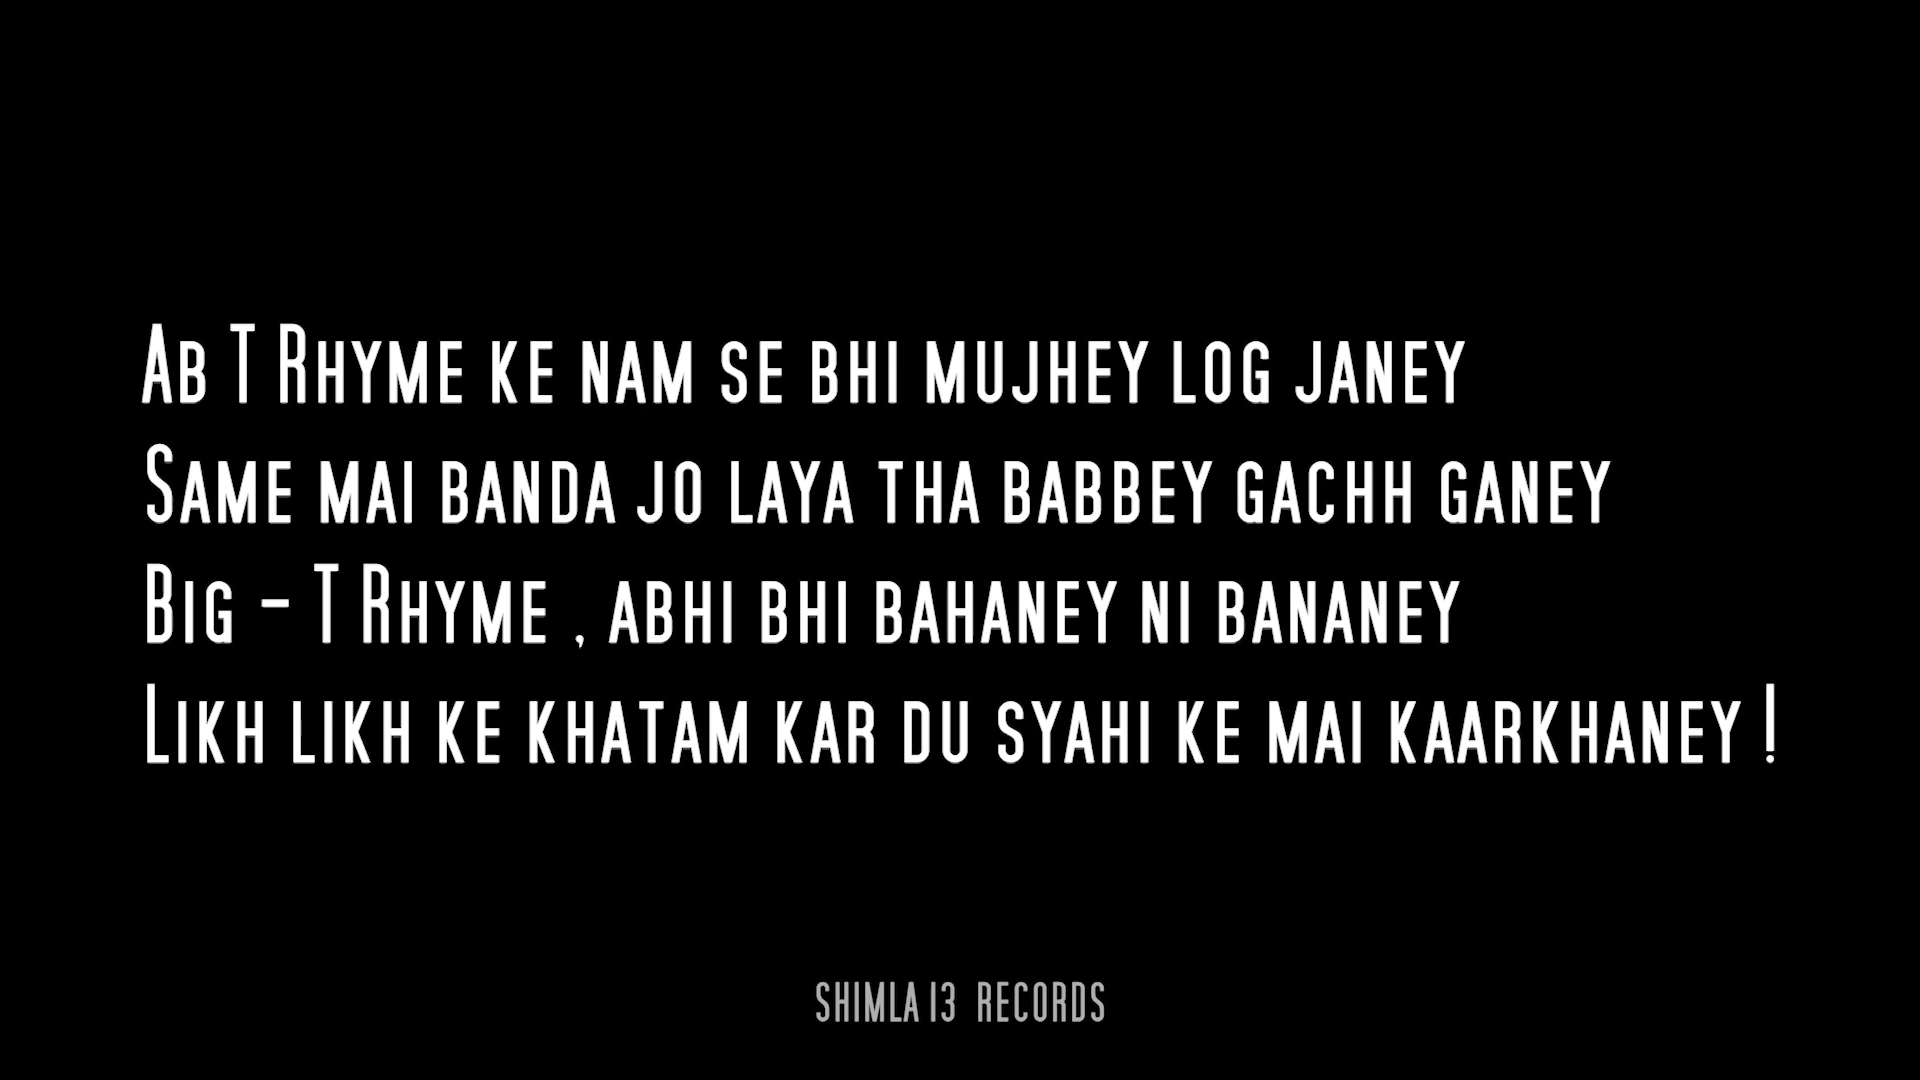 Ab T Rhyme ke nam se bhi mujhey log janey
Same mai banda jo laya tha babbey gachh ganey
Big - T Rhyme , abhi bhi bahaney ni bananey
Likh likh ke khatam kar du syahi ke mai kaarkhaney !
SHIMLA 13 RECORDS